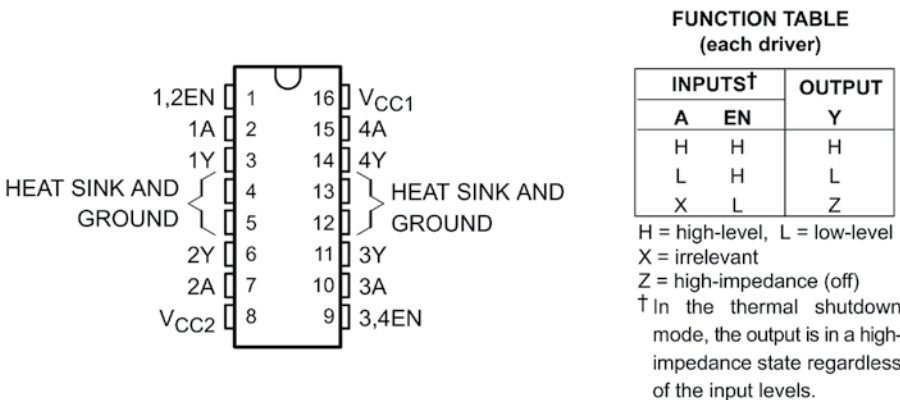 1,2EN 1 16 VCC1
1A 2 15 4A
1Y 3 14 4Y
HEAT SINK AND 4 13 HEAT SINK AND
GROUND 5 12 GROUND
2Y 6 11 3Y
2A 7 10 3A
VCC2 8 9 3,4EN
FUNCTION TABLE
(each driver)
INPUTS† OUTPUT
A EN Y
H H H
L H L
X L Z
H = high-level, L = low-level
X = irrelevant
Z = high-impedance (off)
† In the thermal shutdown
mode, the output is in a high-
impedance state regardless
of the input levels.